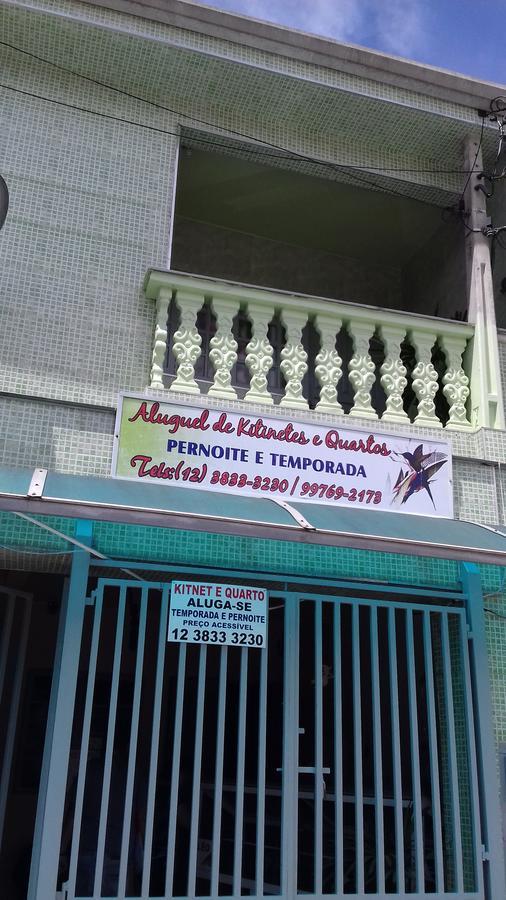 Aluguel de Kitinetes e Quartos
PERNOITE E TEMPORADA
Tels:(12) 3833-3230 / 99769-2173
KITNET E QUARTO
ALUGA-SE
TEMPORADA E PERNOITE
PREÇO ACESSÍVEL
12 3833 3230